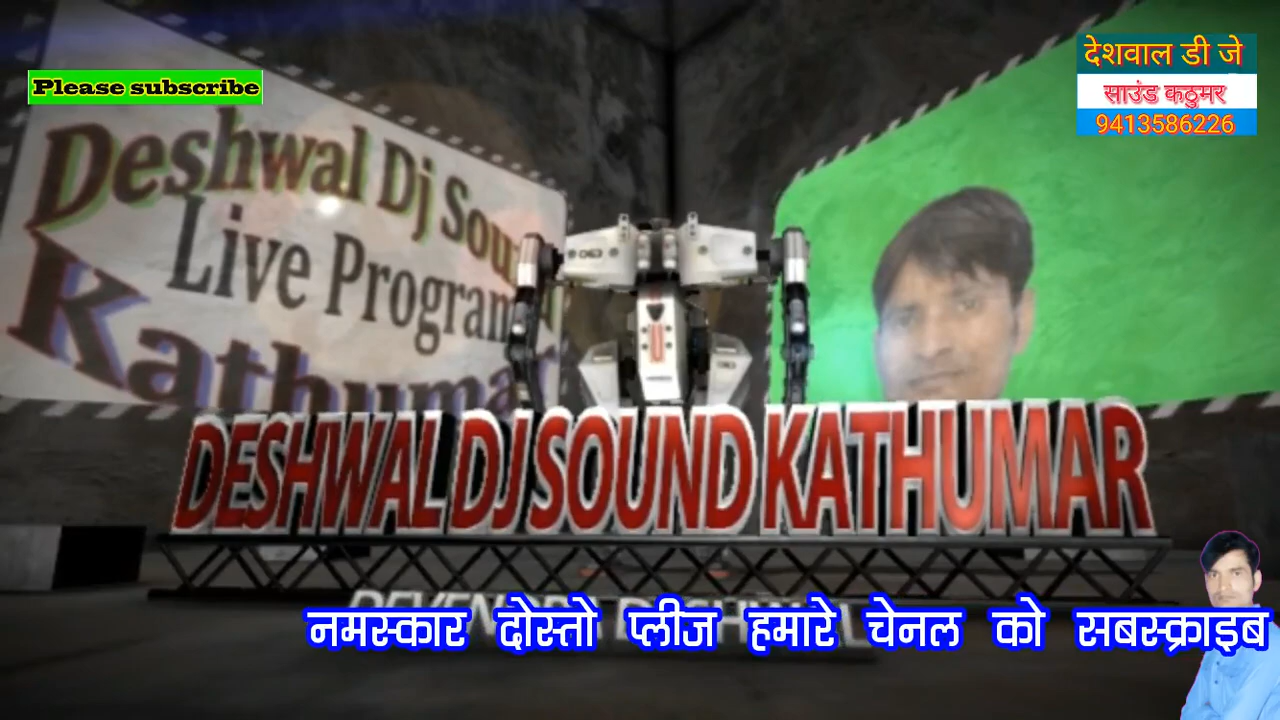 Please subscribe
देशवाल डी जे
साउंड कठुमर
9413586226
Deshwal Dj
Live Program
Kathumar
DESHWAL DJ SOUND KATHUMAR
नमस्कार दोस्तो प्लीज हमारे चेनल को सबस्क्राइब